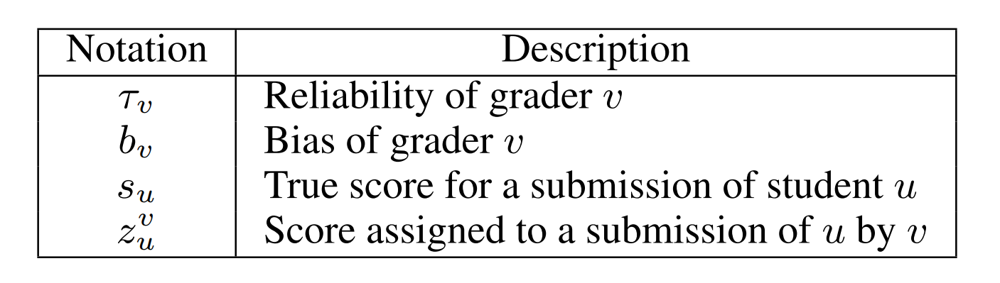 Notation Description
τ_v Reliability of grader v
b_v Bias of grader v
s_u True score for a submission of student u
z_u^v Score assigned to a submission of u by v